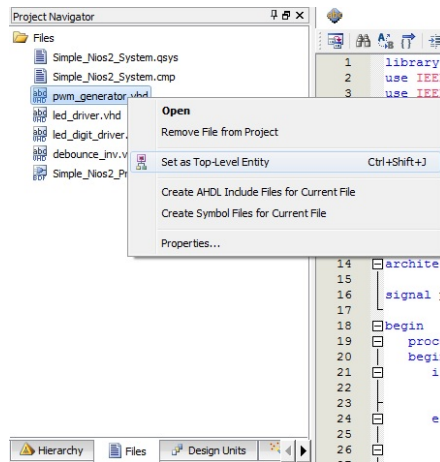 Project Navigator
Files
Simple_Nios2_System.qsys
Simple_Nios2_System.cmp
pwm_generator.vhd
led_driver.vhd
led_digit_driver.
debounce_inv.v
Simple_Nios2_Pr
Open
Remove File from Project
Set as Top-Level Entity Ctrl+Shift+J
Create AHDL Include Files for Current File
Create Symbol Files for Current File
Properties...
1 library
2 use IEE
3 use IEE
14 archite
15
16 signal
17
18 begin
19 proc
20 begi
21 i
22
23
24 e
25
26
Hierarchy Files Design Units